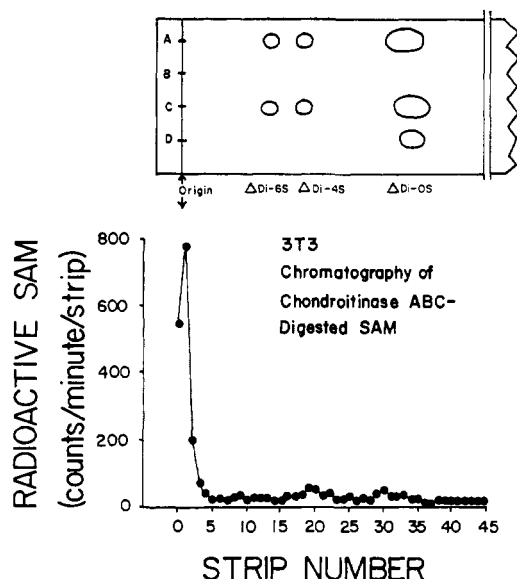 A
B
C
D
Origin
ΔDi-6S ΔDi-4S ΔDi-OS
3T3
Chromatography of
Chondroitinase ABC-
Digested SAM
RADIOACTIVE SAM
(counts/minute/strip)
800
600
400
200
0
0 5 10 15 20 25 30 35 40 45
STRIP NUMBER